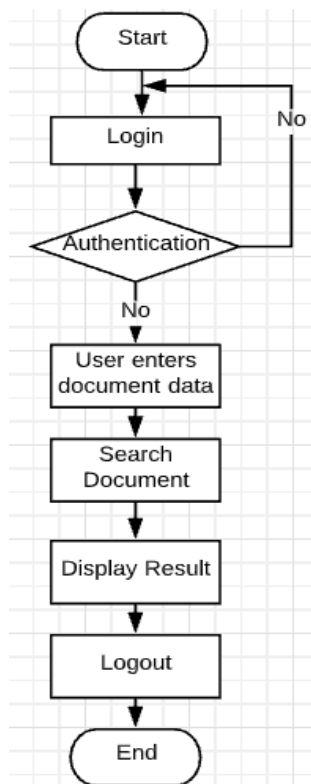 Start
No
Login
Authentication
No
User enters
document data
Search
Document
Display Result
Logout
End